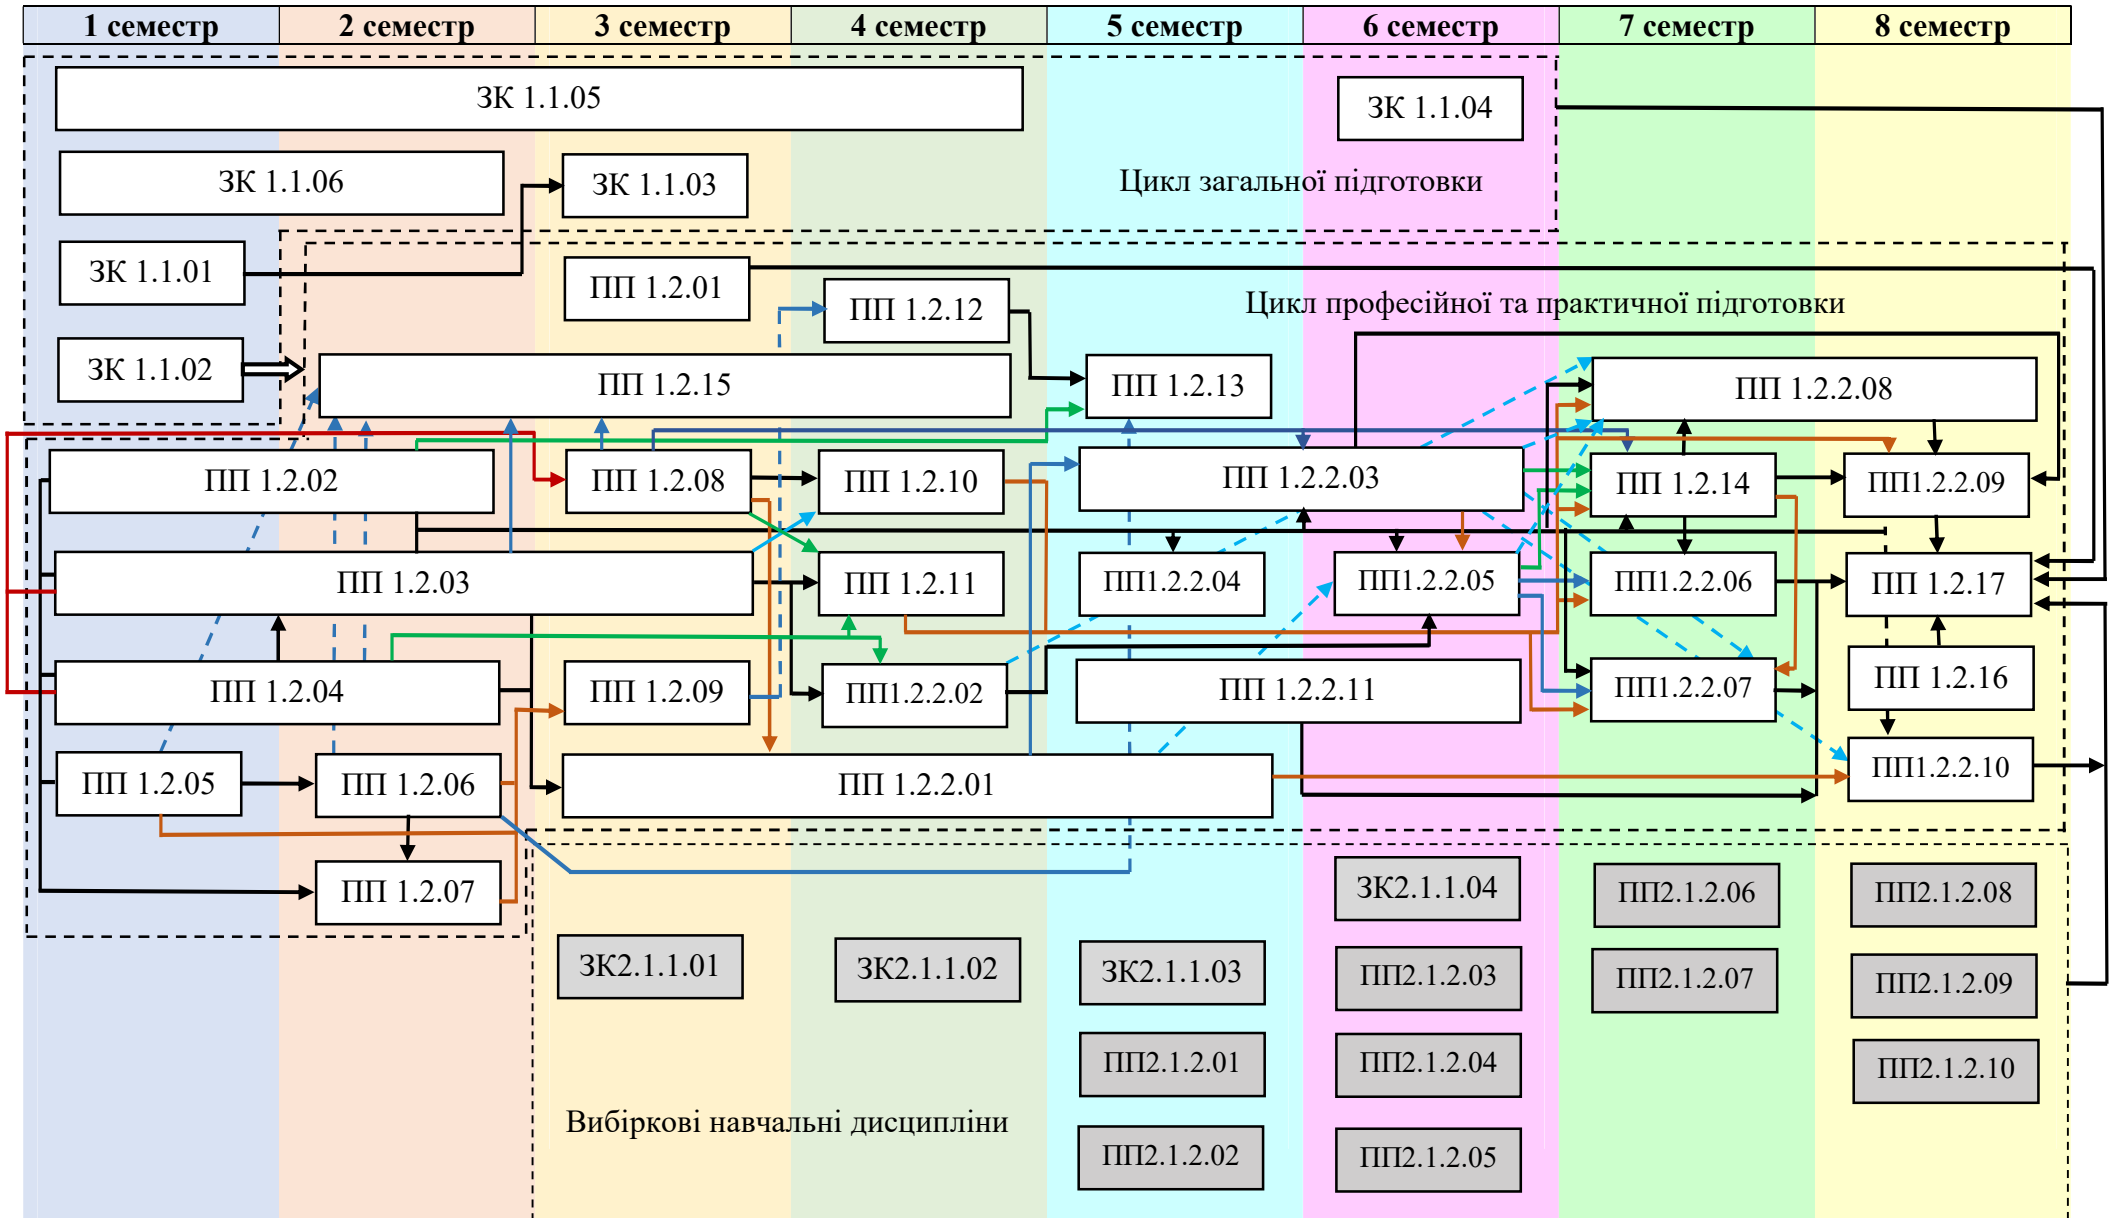 1 семестр 2 семестр 3 семестр 4 семестр 5 семестр 6 семестр 7 семестр 8 семестр
ЗК 1.1.05
ЗК 1.1.04
ЗК 1.1.06
ЗК 1.1.03
Цикл загальної підготовки
ЗК 1.1.01
ПП 1.2.01
ПП 1.2.12
Цикл професійної та практичної підготовки
ЗК 1.1.02
ПП 1.2.15
ПП 1.2.13
ПП 1.2.2.08
ПП 1.2.02
ПП 1.2.08
ПП 1.2.10
ПП 1.2.2.03
ПП 1.2.14
ПП1.2.2.09
ПП 1.2.03
ПП 1.2.11
ПП1.2.2.04
ПП1.2.2.05
ПП1.2.2.06
ПП 1.2.17
ПП 1.2.04
ПП 1.2.09
ПП1.2.2.02
ПП 1.2.2.11
ПП1.2.2.07
ПП 1.2.16
ПП 1.2.05
ПП 1.2.06
ПП 1.2.2.01
ПП1.2.2.10
ПП 1.2.07
ЗК2.1.1.04
ПП2.1.2.06
ПП2.1.2.08
ЗК2.1.1.01
ЗК2.1.1.02
ЗК2.1.1.03
ПП2.1.2.03
ПП2.1.2.07
ПП2.1.2.09
ПП2.1.2.01
ПП2.1.2.04
ПП2.1.2.10
Вибіркові навчальні дисципліни
ПП2.1.2.02
ПП2.1.2.05